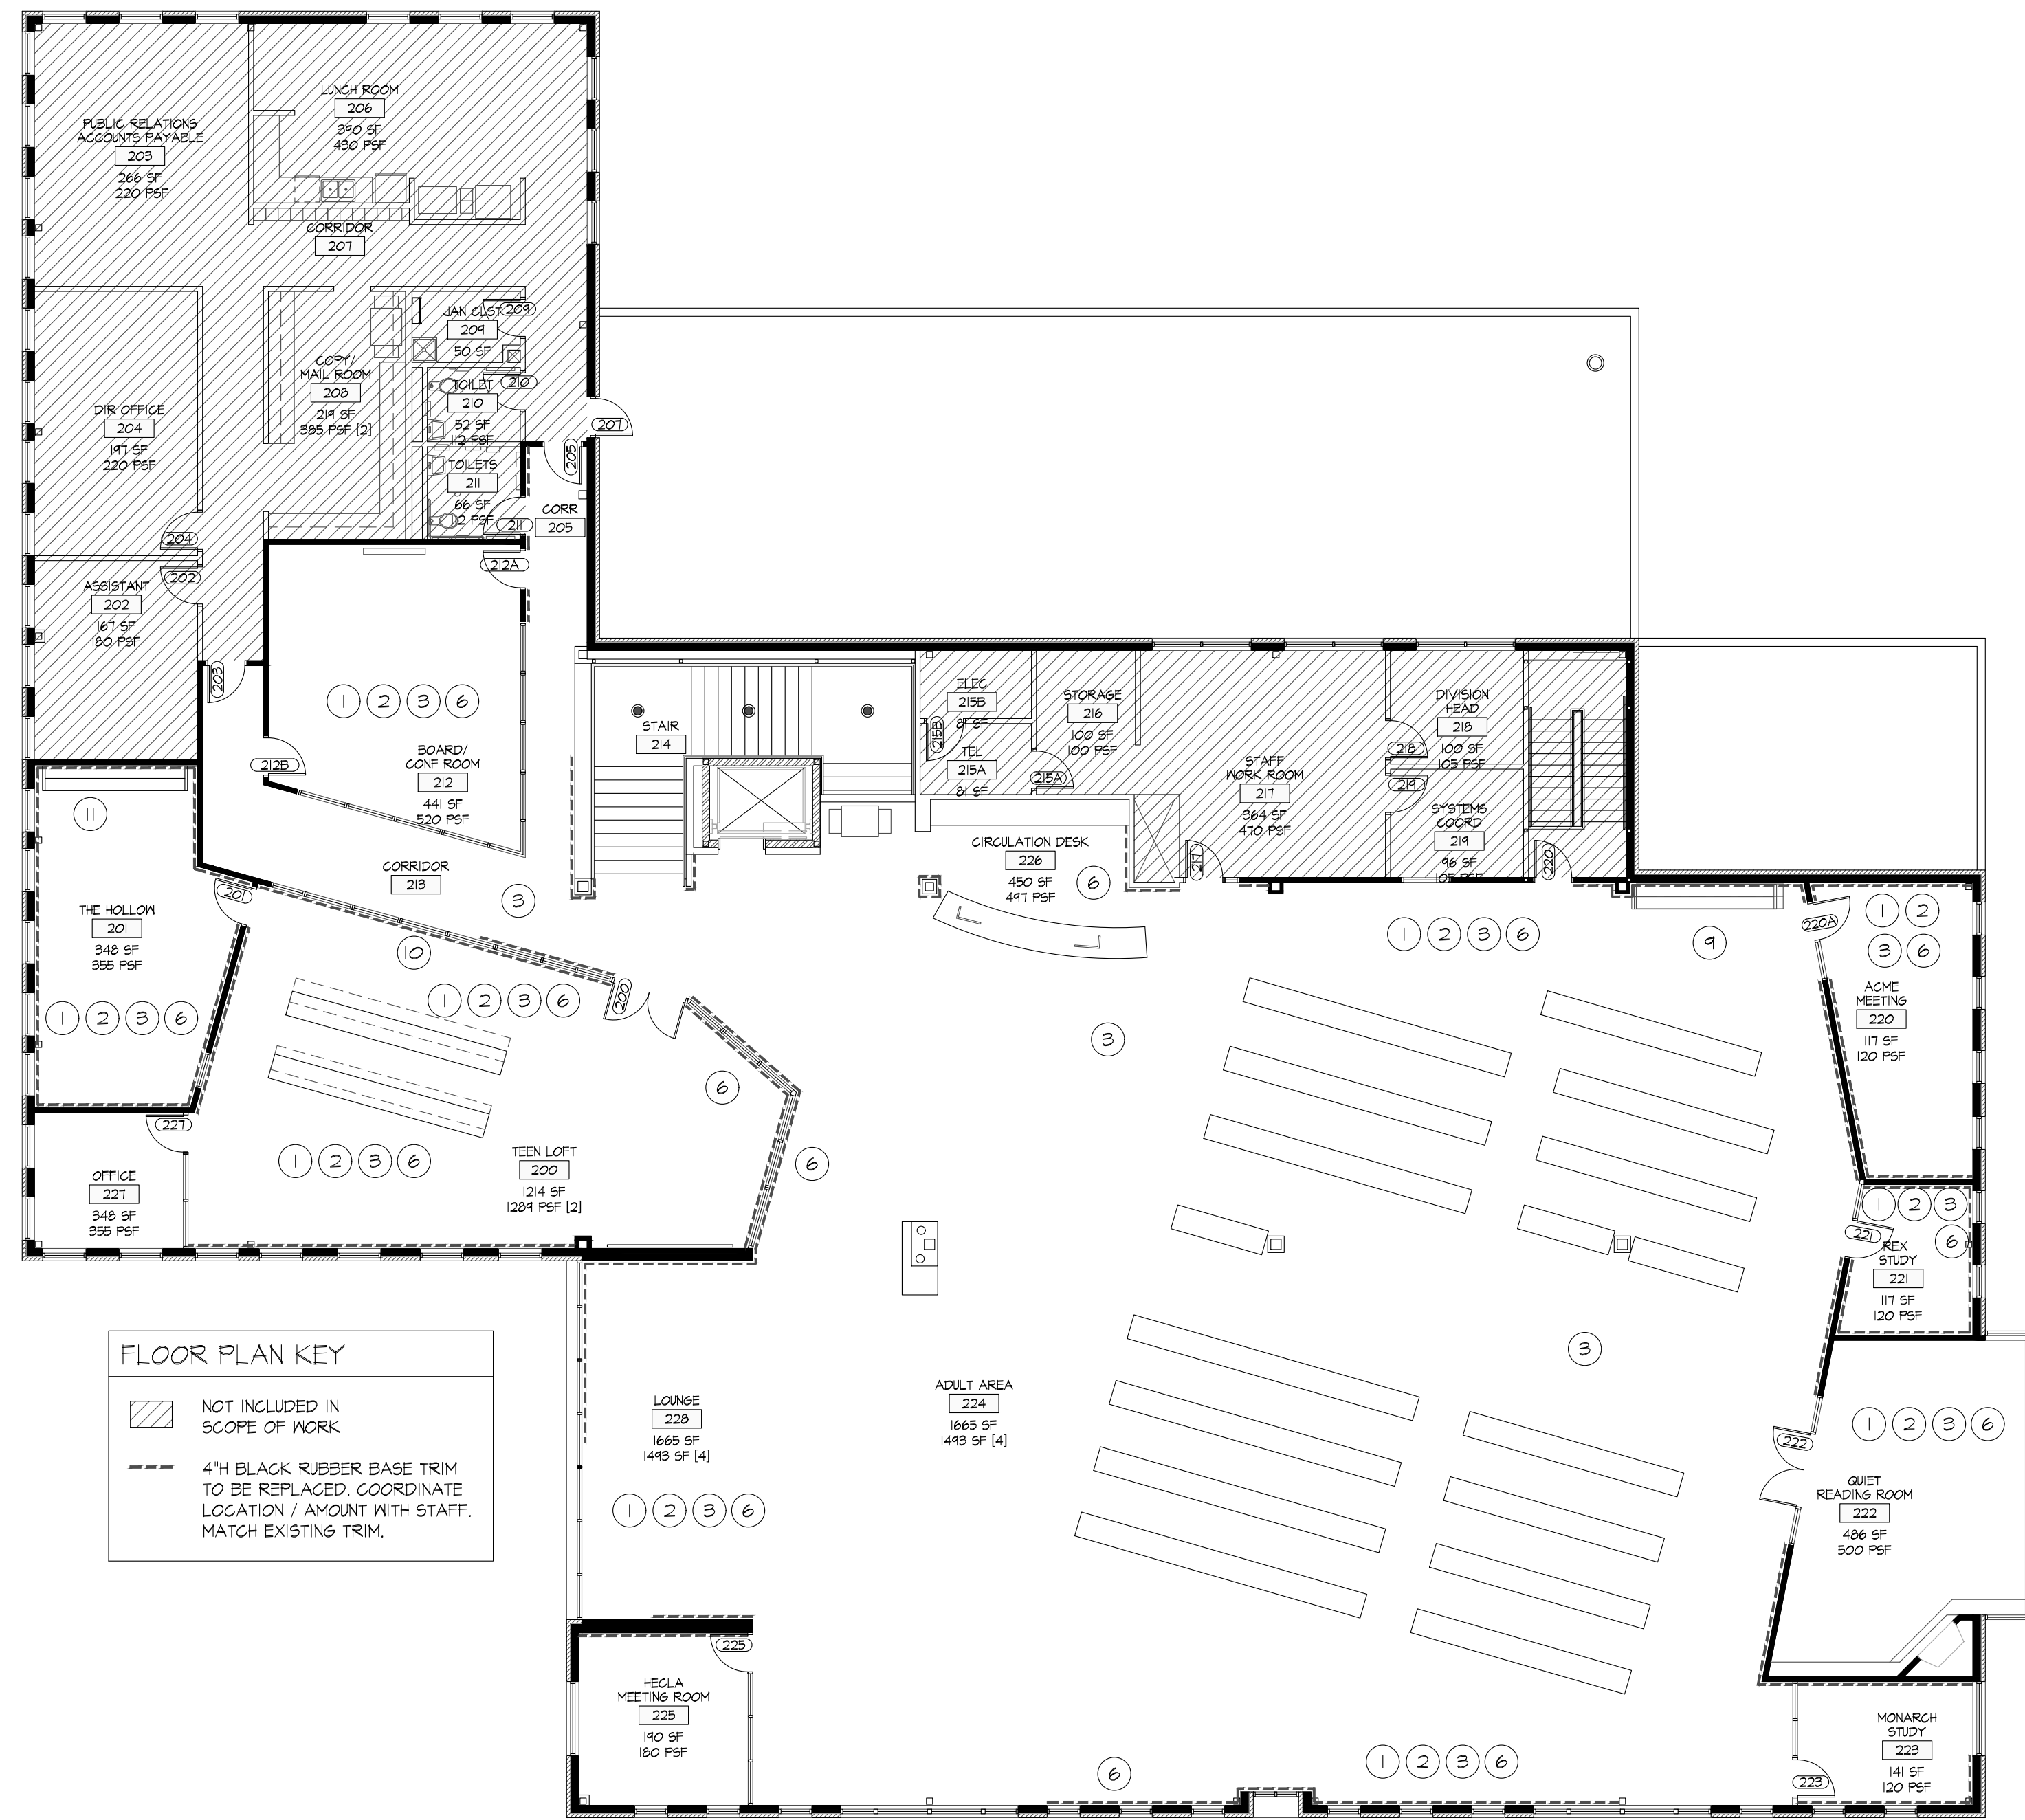 LUNCH ROOM
206
390 SF
430 PSF
PUBLIC RELATIONS
ACCOUNTS PAYABLE
203
266 SF
220 PSF
CORRIDOR
207
JAN CLST
209
209
50 SF
COPY/
MAIL ROOM
208
219 SF
385 PSF [2]
TOILET
210
210
52 SF
112 PSF
DIR OFFICE
204
197 SF
220 PSF
207
205
TOILETS
211
66 SF
112 PSF
211
CORR
205
204
202
212A
ASSISTANT
202
167 SF
180 PSF
203
1 2 3 6
BOARD/
CONF ROOM
212
441 SF
520 PSF
212B
STAIR
214
ELEC
215B
81 SF
215B
TEL
215A
81 SF
215A
STORAGE
216
100 SF
100 PSF
STAFF
WORK ROOM
217
364 SF
470 PSF
DIVISION
HEAD
218
100 SF
105 PSF
218
219
SYSTEMS
COORD
219
96 SF
105 PSF
217
220
11
CORRIDOR
213
3
CIRCULATION DESK
226
450 SF
497 PSF
6
201
THE HOLLOW
201
348 SF
355 PSF
1 2 3 6
10
1 2 3 6
200
1 2 3 6
9
220A
1 2
3 6
ACME
MEETING
220
117 SF
120 PSF
3
6
6
227
OFFICE
227
348 SF
355 PSF
1 2 3 6
TEEN LOFT
200
1214 SF
1289 PSF [2]
1 2 3
6
221
REX
STUDY
221
117 SF
120 PSF
3
FLOOR PLAN KEY
NOT INCLUDED IN
SCOPE OF WORK
4"H BLACK RUBBER BASE TRIM
TO BE REPLACED. COORDINATE
LOCATION / AMOUNT WITH STAFF.
MATCH EXISTING TRIM.
LOUNGE
228
1665 SF
1493 SF [4]
1 2 3 6
ADULT AREA
224
1665 SF
1493 SF [4]
1 2 3 6
222
QUIET
READING ROOM
222
486 SF
500 PSF
225
HECLA
MEETING ROOM
225
190 SF
180 PSF
6
1 2 3 6
MONARCH
STUDY
223
141 SF
120 PSF
223